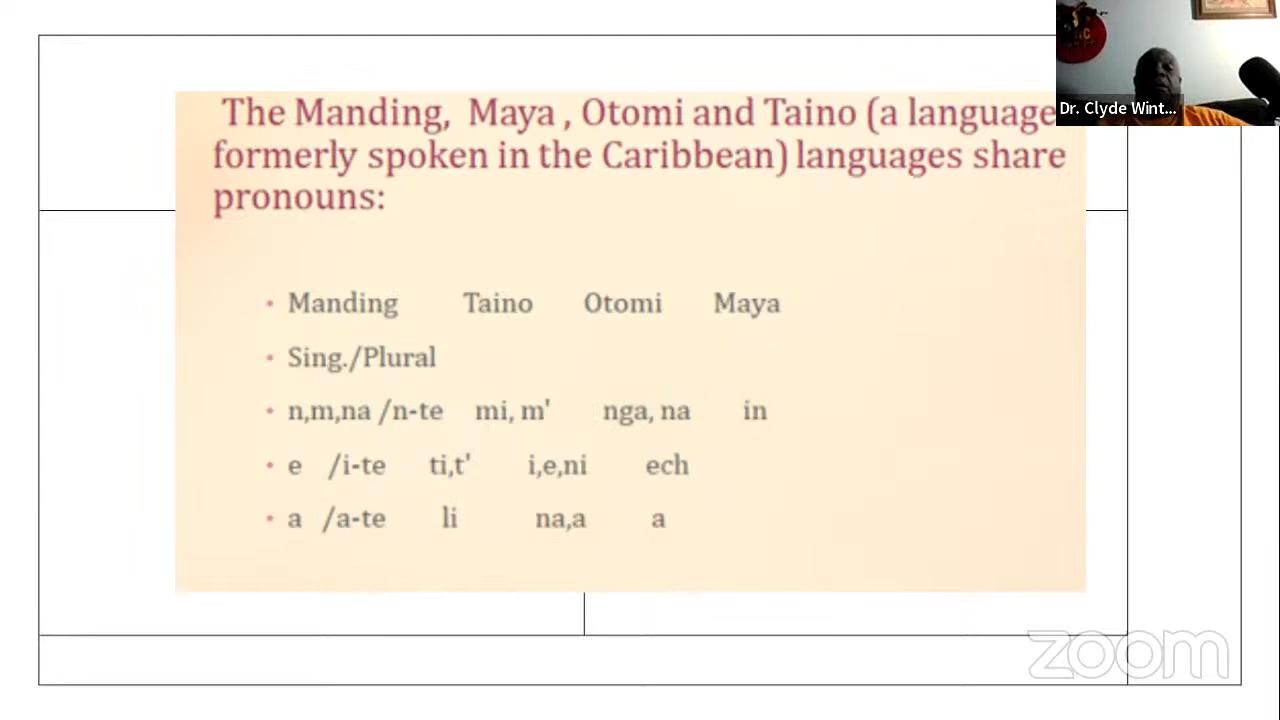 The Manding, Maya , Otomi and Taino (a language
formerly spoken in the Caribbean) languages share
pronouns:
• Manding Taino Otomi Maya
• Sing./Plural
• n,m,na /n-te mi, m' nga, na in
• e /i-te ti,t' i,e,ni ech
• a /a-te li na,a a
Dr. Clyde Wint...
zoom